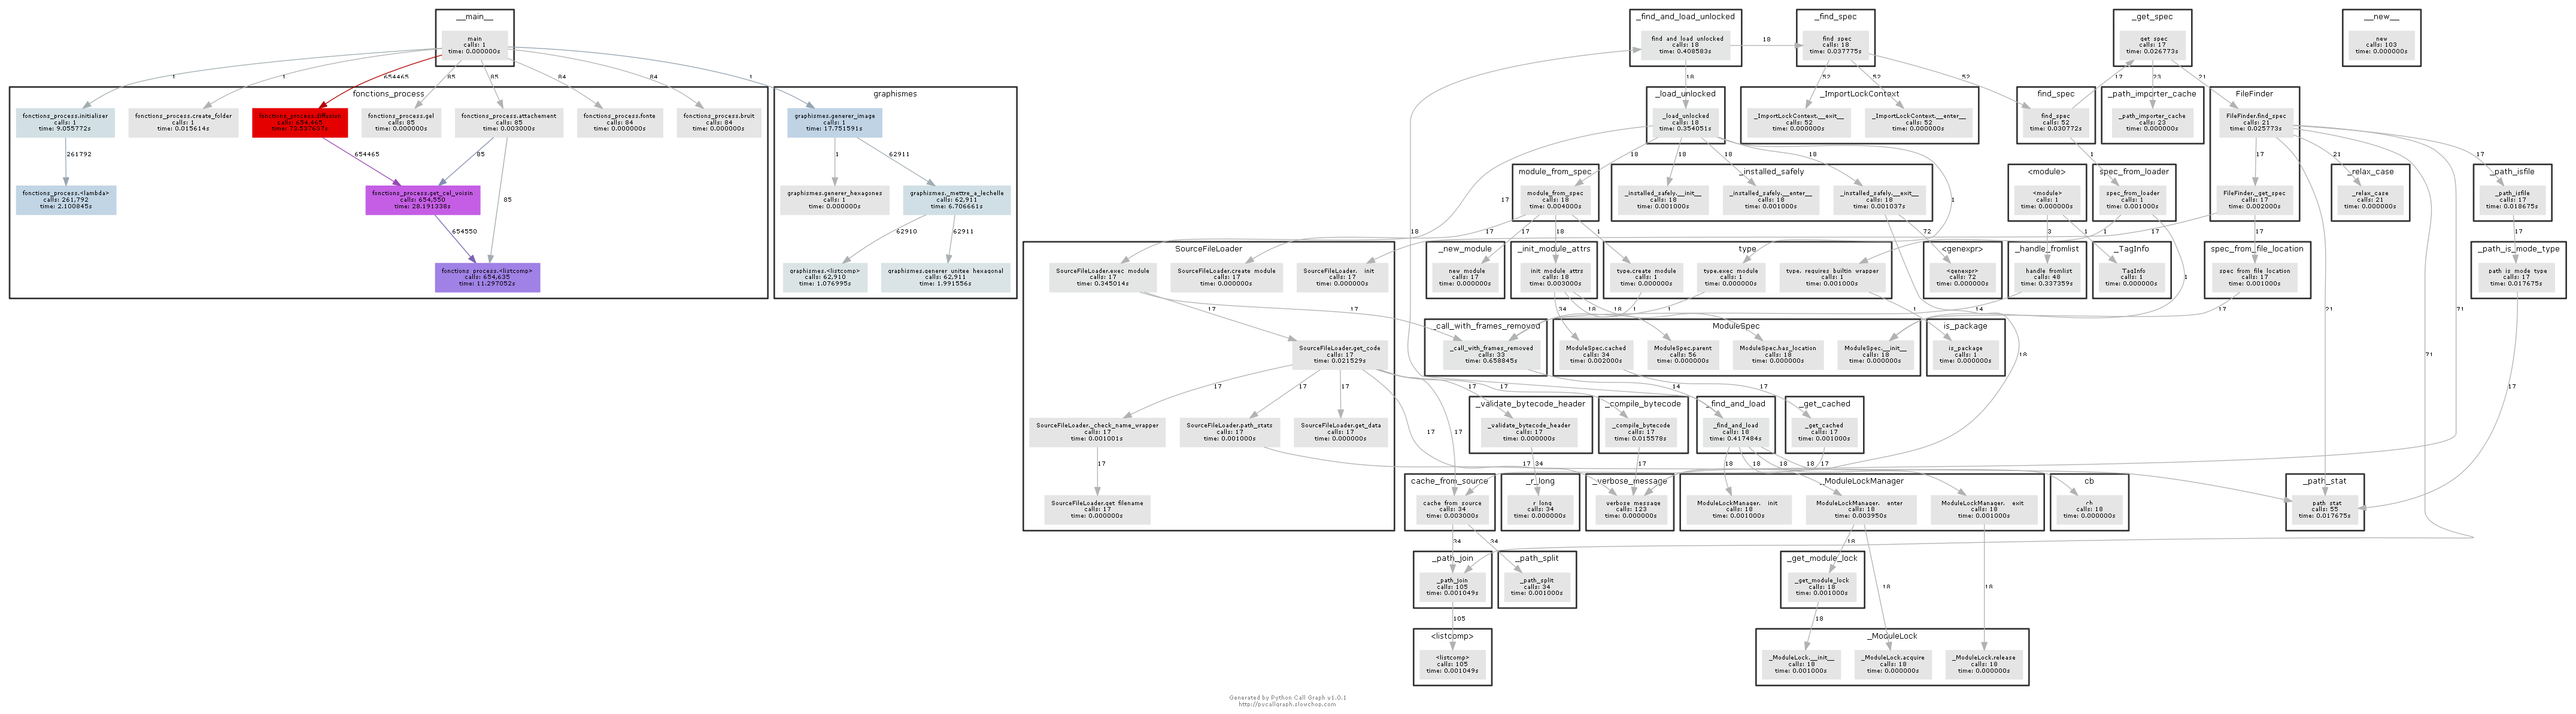 __main__
main
calls: 1
time: 0.000000s
1
1
654465
85
85
84
84
1
fonctions_process
fonctions_process.initialiser
calls: 1
time: 9.055772s
fonctions_process.create_folder
calls: 1
time: 0.015614s
fonctions_process.diffusion
calls: 654,465
fonctions_process.gel
calls: 85
time: 0.000000s
fonctions_process.attachement
calls: 85
time: 0.003000s
fonctions_process.fonte
calls: 84
time: 0.000000s
fonctions_process.bruit
calls: 84
time: 0.000000s
261792
654465
85
85
fonctions_process.<lambda>
calls: 261,792
time: 2.100845s
fonctions_process.get_cel_voisin
calls: 654,550
time: 28.191338s
654550
fonctions_process.<listcomp>
calls: 654,635
time: 11.297052s
graphismes
graphismes.generer_image
calls: 1
time: 17.751591s
1
62911
graphismes.generer_hexagones
calls: 1
time: 0.000000s
graphismes._mettre_a_lechelle
calls: 62,911
time: 6.706661s
62910
62911
graphismes.<listcomp>
calls: 62,910
time: 1.076995s
graphismes.generer_unitee_hexagonal
calls: 62,911
time: 1.991556s
_find_and_load_unlocked
_find_and_load_unlocked
calls: 18
time: 0.408583s
18
18
_find_spec
_find_spec
calls: 18
time: 0.037775s
52
52
52
_get_spec
_get_spec
calls: 17
time: 0.026773s
17
23
21
__new__
__new__
calls: 103
time: 0.000000s
_load_unlocked
_load_unlocked
calls: 18
time: 0.354051s
18
18
18
18
17
1
_ImportLockContext
_ImportLockContext.__exit__
calls: 52
time: 0.000000s
_ImportLockContext.__enter__
calls: 52
time: 0.000000s
find_spec
find_spec
calls: 52
time: 0.030772s
1
_path_importer_cache
_path_importer_cache
calls: 23
time: 0.000000s
FileFinder
FileFinder.find_spec
calls: 21
time: 0.025773s
17
21
17
21
71
71
FileFinder._get_spec
calls: 17
time: 0.002000s
17
17
module_from_spec
module_from_spec
calls: 18
time: 0.004000s
17
17
18
1
_installed_safely
_installed_safely.__init__
calls: 18
time: 0.001000s
_installed_safely.__enter__
calls: 18
time: 0.001000s
_installed_safely.__exit__
calls: 18
time: 0.001037s
72
18
<module>
<module>
calls: 1
time: 0.000000s
3
1
spec_from_loader
spec_from_loader
calls: 1
time: 0.001000s
1
1
_relax_case
_relax_case
calls: 21
time: 0.000000s
_path_isfile
_path_isfile
calls: 17
time: 0.018675s
17
SourceFileLoader
SourceFileLoader.exec_module
calls: 17
time: 0.345014s
SourceFileLoader.create_module
calls: 17
time: 0.000000s
SourceFileLoader.__init__
calls: 17
time: 0.000000s
17
17
SourceFileLoader.get_code
calls: 17
time: 0.021529s
17
17
17
17
17
17
17
17
SourceFileLoader._check_name_wrapper
calls: 17
time: 0.001001s
SourceFileLoader.path_stats
calls: 17
time: 0.001000s
SourceFileLoader.get_data
calls: 17
time: 0.000000s
17
17
SourceFileLoader.get_filename
calls: 17
time: 0.000000s
_new_module
_new_module
calls: 17
time: 0.000000s
_init_module_attrs
_init_module_attrs
calls: 18
time: 0.003000s
34
18
18
type
type.create_module
calls: 1
time: 0.000000s
type.exec_module
calls: 1
time: 0.000000s
type._requires_builtin_wrapper
calls: 1
time: 0.001000s
1
1
1
<genexpr>
<genexpr>
calls: 72
time: 0.000000s
_handle_fromlist
_handle_fromlist
calls: 48
time: 0.337359s
14
_TagInfo
_TagInfo
calls: 1
time: 0.000000s
spec_from_file_location
spec_from_file_location
calls: 17
time: 0.001000s
17
_path_is_mode_type
_path_is_mode_type
calls: 17
time: 0.017675s
17
_call_with_frames_removed
_call_with_frames_removed
calls: 33
time: 0.658845s
14
ModuleSpec
ModuleSpec.cached
calls: 34
time: 0.002000s
ModuleSpec.parent
calls: 56
time: 0.000000s
ModuleSpec.has_location
calls: 18
time: 0.000000s
ModuleSpec.__init__
calls: 18
time: 0.000000s
17
is_package
is_package
calls: 1
time: 0.000000s
_validate_bytecode_header
_validate_bytecode_header
calls: 17
time: 0.000000s
34
_compile_bytecode
_compile_bytecode
calls: 17
time: 0.015578s
17
_find_and_load
_find_and_load
calls: 18
time: 0.417484s
18
18
18
18
18
_get_cached
_get_cached
calls: 17
time: 0.001000s
17
cache_from_source
cache_from_source
calls: 34
time: 0.003000s
34
34
_r_long
_r_long
calls: 34
time: 0.000000s
_verbose_message
_verbose_message
calls: 123
time: 0.000000s
_ModuleLockManager
_ModuleLockManager.__init__
calls: 18
time: 0.001000s
_ModuleLockManager.__enter__
calls: 18
time: 0.003950s
_ModuleLockManager.__exit__
calls: 18
time: 0.001000s
18
18
18
cb
cb
calls: 18
time: 0.000000s
_path_stat
_path_stat
calls: 55
time: 0.017675s
_path_join
_path_join
calls: 105
time: 0.001049s
105
_path_split
_path_split
calls: 34
time: 0.001000s
_get_module_lock
_get_module_lock
calls: 18
time: 0.001000s
18
<listcomp>
<listcomp>
calls: 105
time: 0.001049s
_ModuleLock
_ModuleLock.__init__
calls: 18
time: 0.001000s
_ModuleLock.acquire
calls: 18
time: 0.000000s
_ModuleLock.release
calls: 18
time: 0.000000s
Generated by Python Call Graph v1.0.1
http://pycallgraph.slowchop.com